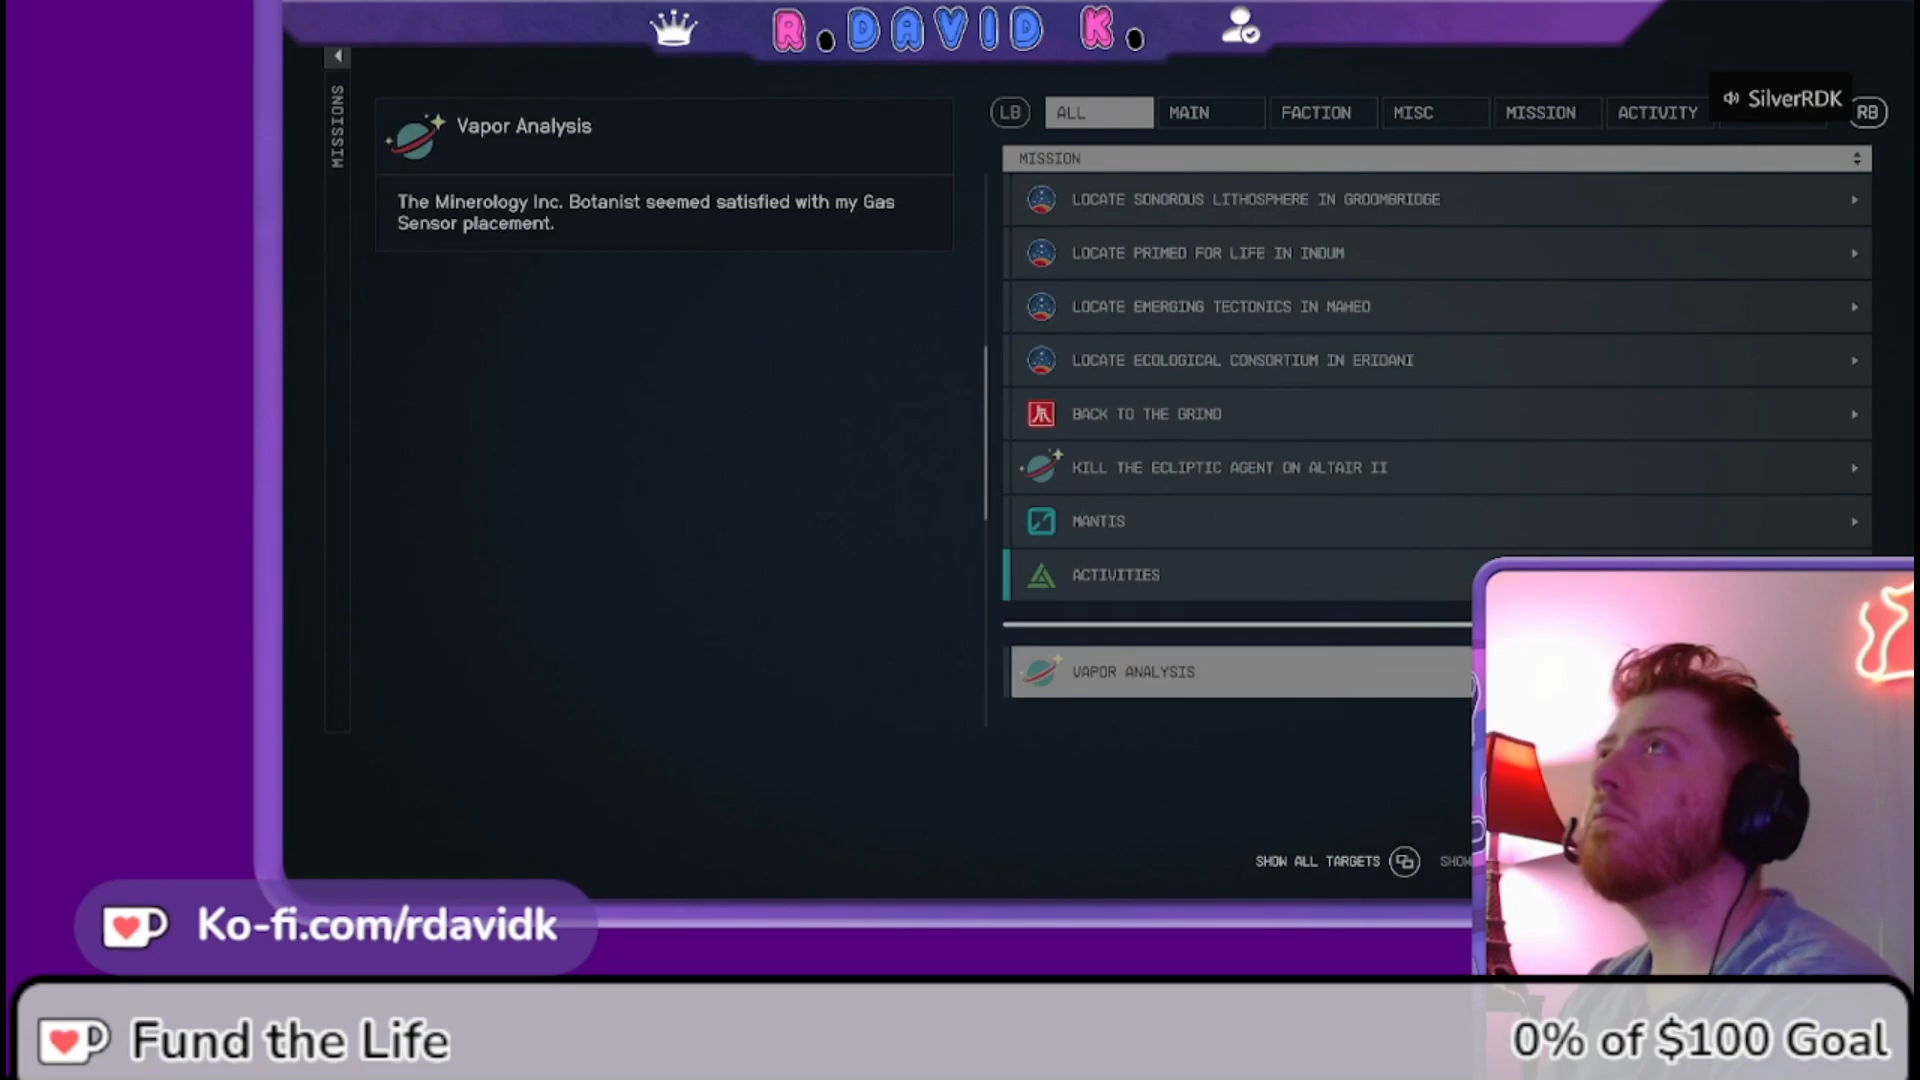 R.DAVID K.
MISSIONS
Vapor Analysis
The Minerology Inc. Botanist seemed satisfied with my Gas
Sensor placement.
LB
ALL
MAIN
FACTION
MISC
MISSION
ACTIVITY
SilverRDK
RB
MISSION
LOCATE SONOROUS LITHOSPHERE IN GROOMBRIDGE
LOCATE PRIMED FOR LIFE IN INDUM
LOCATE EMERGING TECTONICS IN MAHEO
LOCATE ECOLOGICAL CONSORTIUM IN ERIDANI
BACK TO THE GRIND
KILL THE ECLIPTIC AGENT ON ALTAIR II
MANTIS
ACTIVITIES
VAPOR ANALYSIS
SHOW ALL TARGETS
SHOW
Ko-fi.com/rdavidk
Fund the Life
0% of $100 Goal